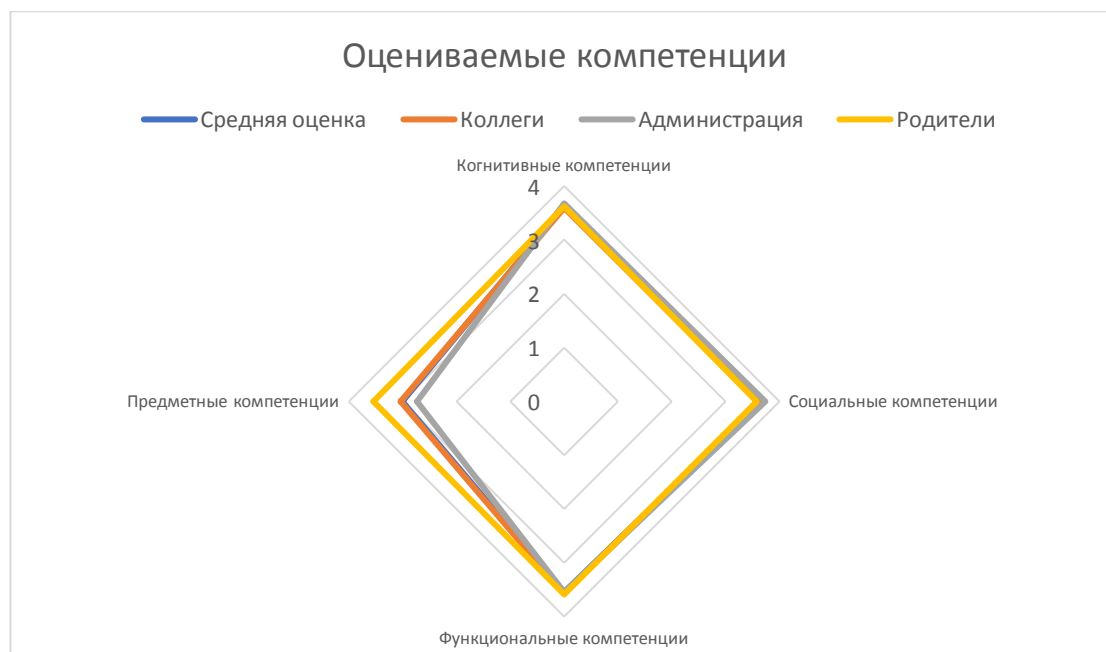 Оцениваемые компетенции
Средняя оценка Коллеги Администрация Родители
Когнитивные компетенции
4
3
2
1
Предметные компетенции 0 Социальные компетенции
Функциональные компетенции